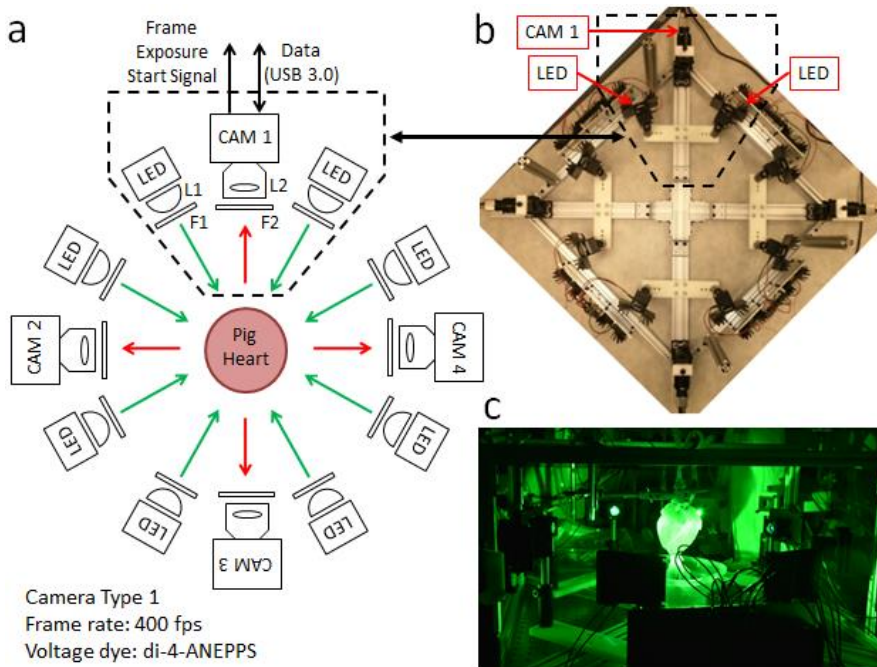 a
Frame
Exposure
Start Signal
Data
(USB 3.0)
CAM 1
LED
L1
F1
L2
F2
LED
LED
LED
CAM 2
Pig
Heart
CAM 4
LED
LED
LED
CAM 3
LED
Camera Type 1
Frame rate: 400 fps
Voltage dye: di-4-ANEPPS
b
CAM 1
LED
LED
c